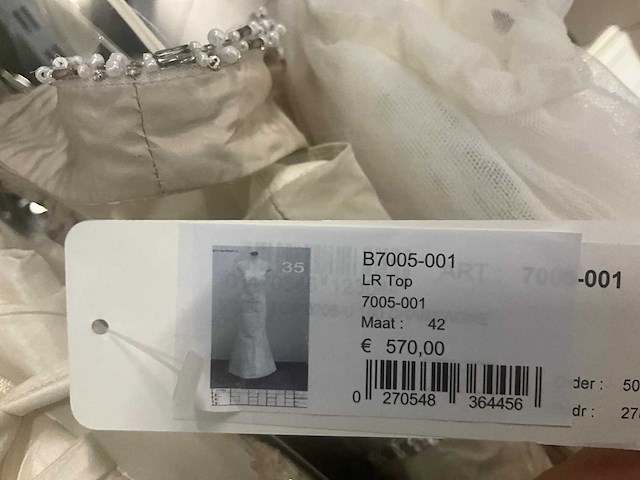 35
B7005-001
LR Top
7005-001
Maat : 42
€ 570,00
0 270548 364456
ART : 7005-001
der : 50
dr : 27